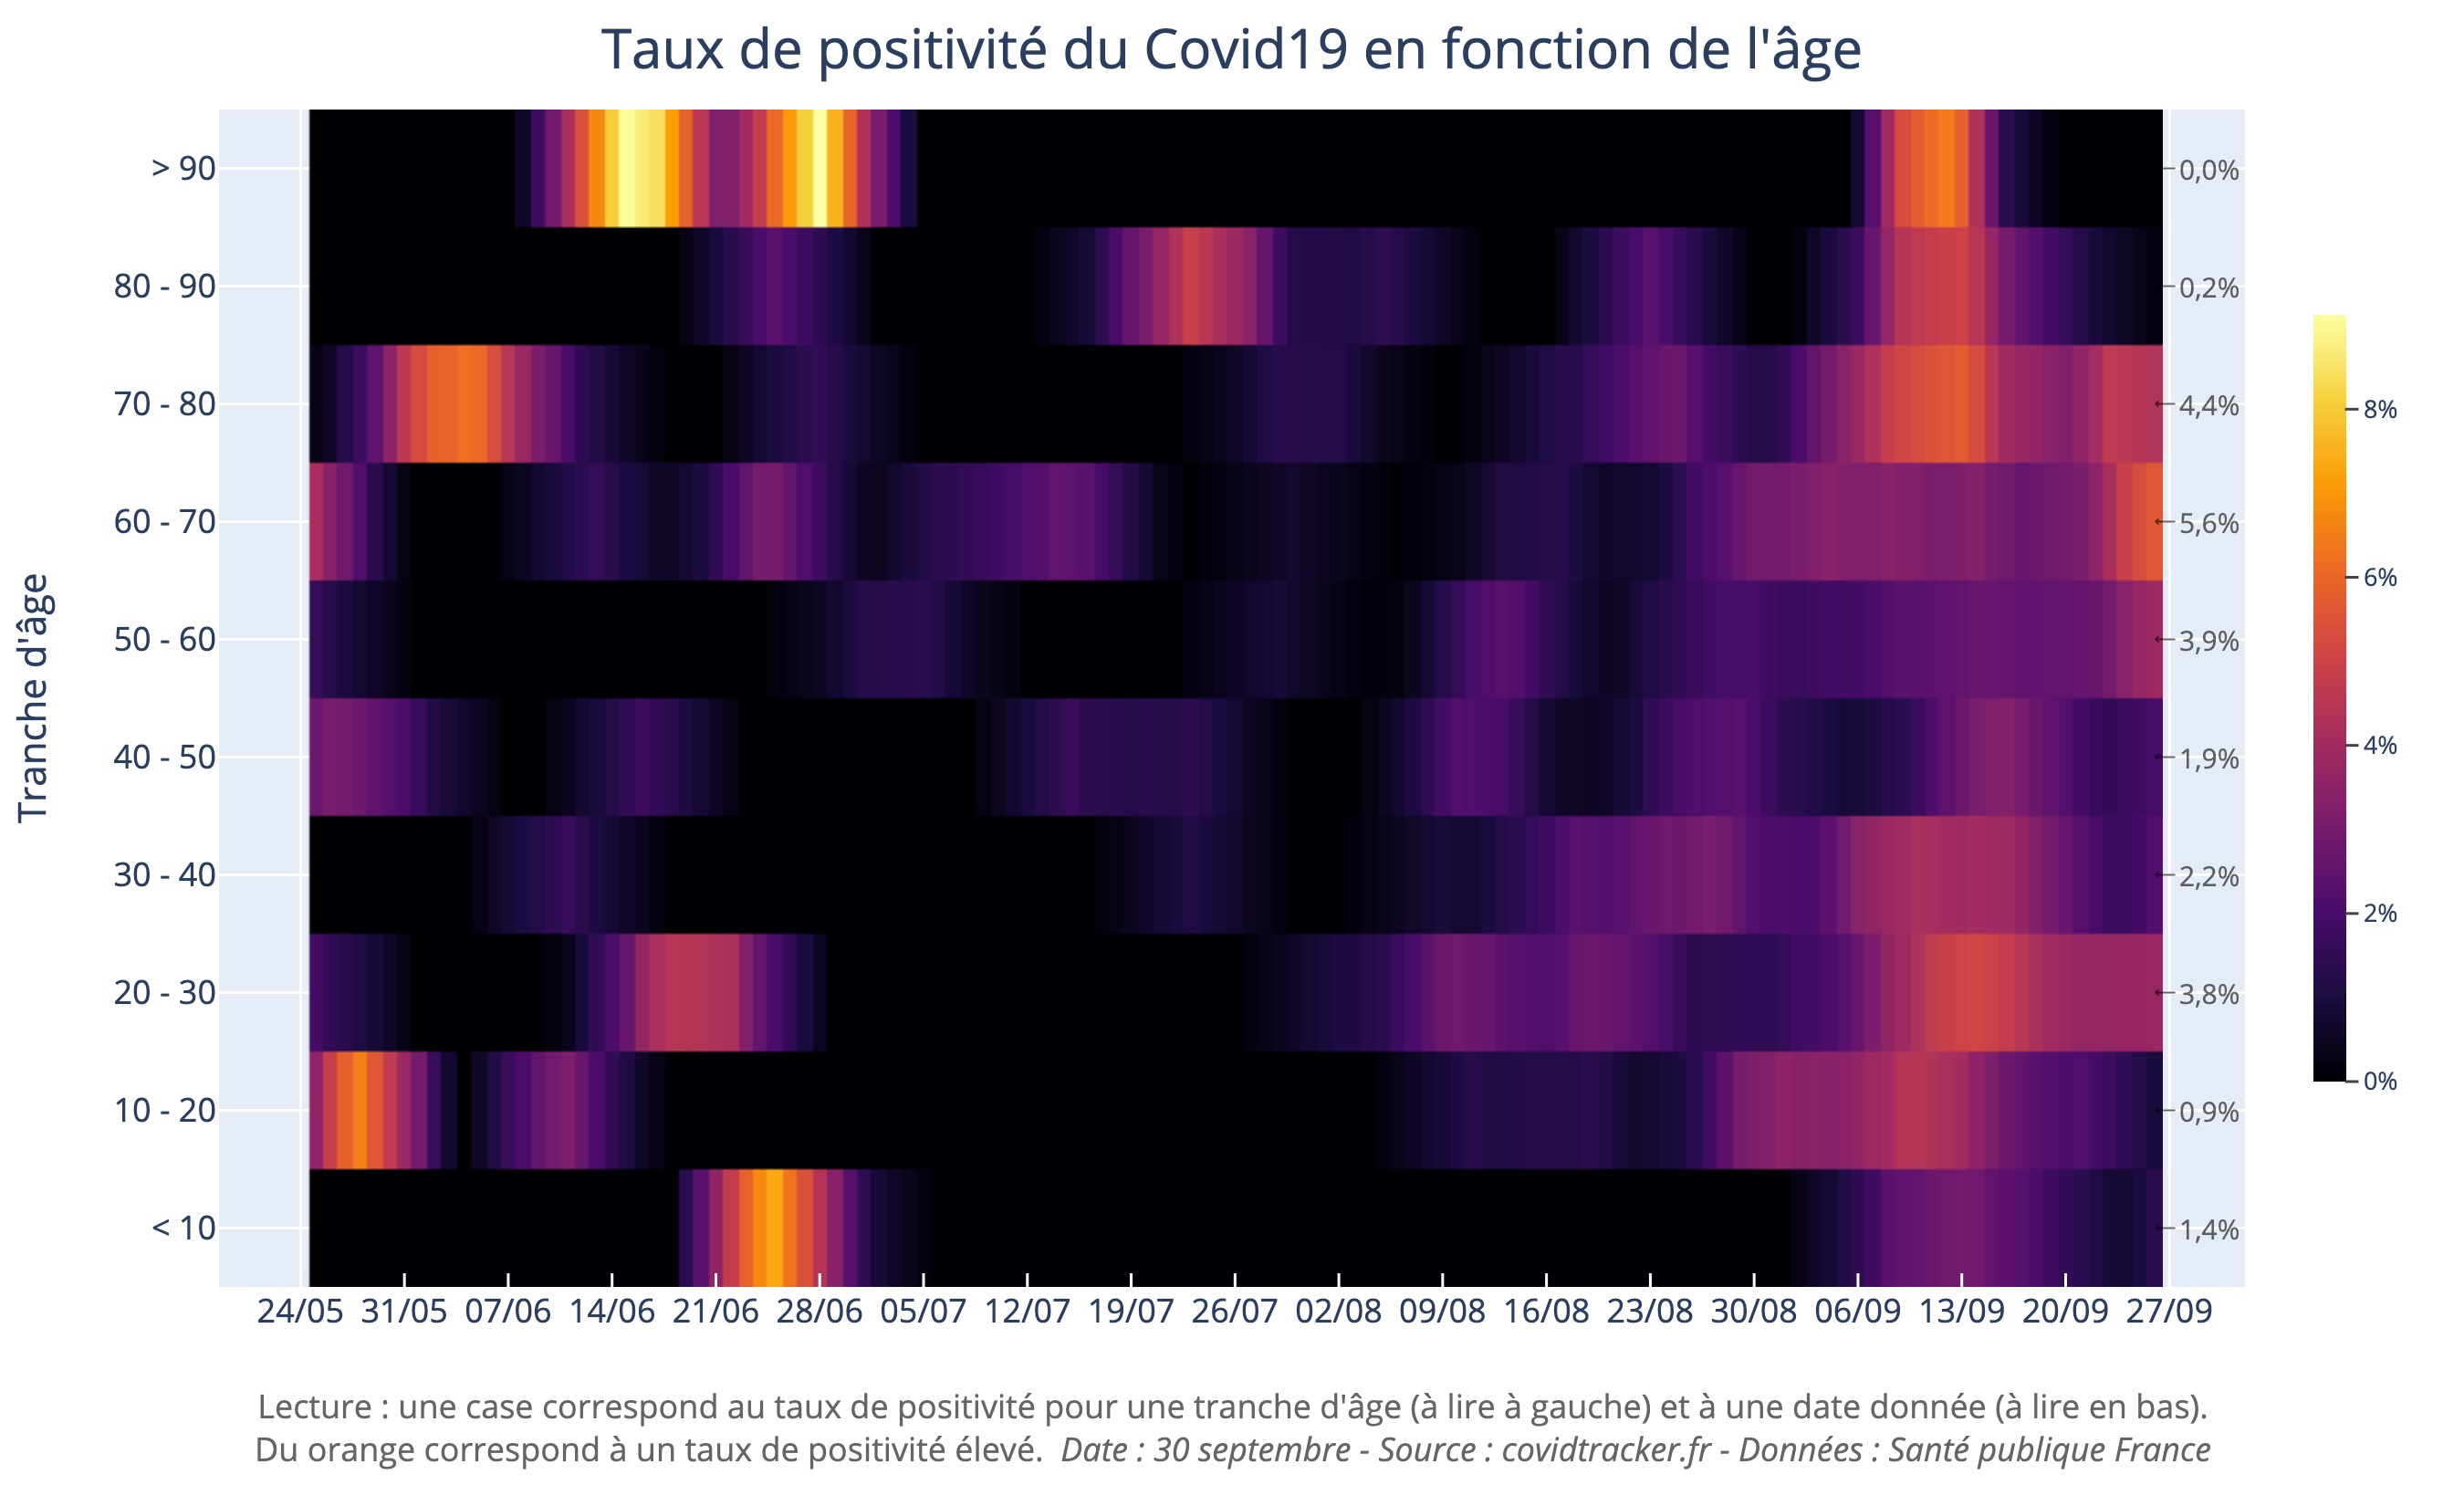 Taux de positivité du Covid19 en fonction de l'âge
Tranche d'âge
> 90
80 - 90
70 - 80
60 - 70
50 - 60
40 - 50
30 - 40
20 - 30
10 - 20
< 10
0,0%
0,2%
4,4%
5,6%
3,9%
1,9%
2,2%
3,8%
0,9%
1,4%
8%
6%
4%
2%
0%
24/05 31/05 07/06 14/06 21/06 28/06 05/07 12/07 19/07 26/07 02/08 09/08 16/08 23/08 30/08 06/09 13/09 20/09 27/09
Lecture : une case correspond au taux de positivité pour une tranche d'âge (à lire à gauche) et à une date donnée (à lire en bas).
Du orange correspond à un taux de positivité élevé. Date : 30 septembre - Source : covidtracker.fr - Données : Santé publique France